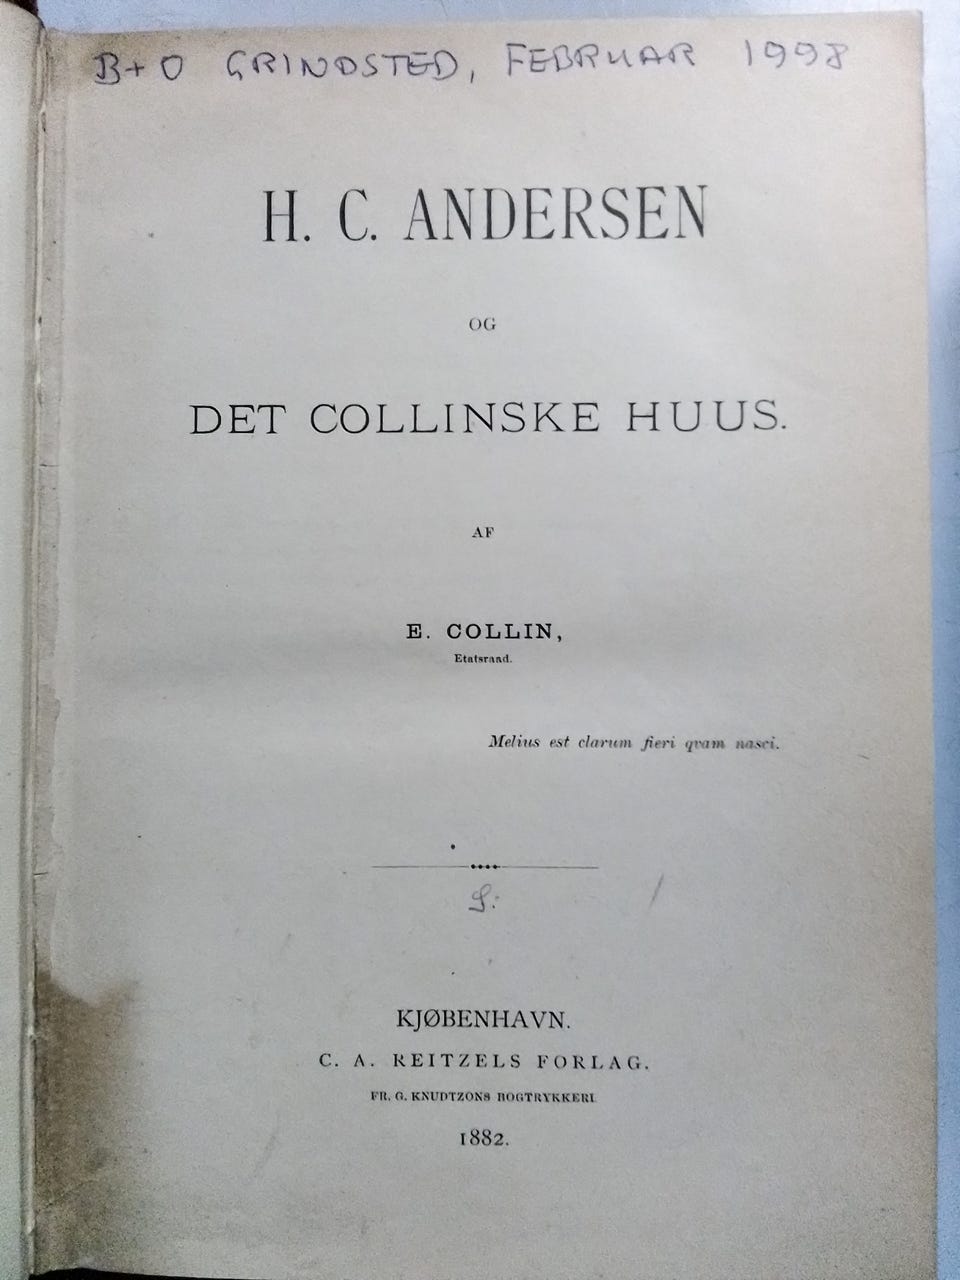 B+O GRINDSTED, FEBRUAR 1998
H. C. ANDERSEN
OG
DET COLLINSKE HUUS.
AF
E. COLLIN,
Etatsraad.
Melius est clarum fieri qvam nasci.
KJØBENHAVN.
C. A. REITZELS FORLAG.
FR. G. KNUDTZONS BOGTRYKKERI
1882.